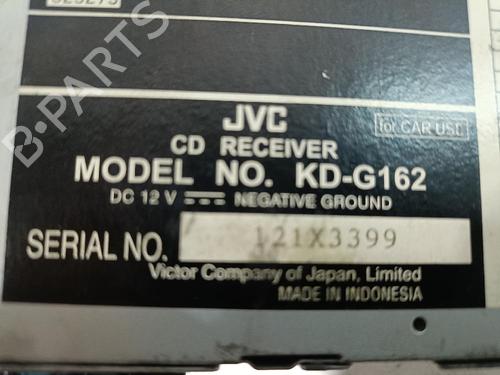 JVC
for CAR USE
CD RECEIVER
MODEL NO. KD-G162
DC 12 V NEGATIVE GROUND
SERIAL NO. 121X3399
Victor Company of Japan, Limited
MADE IN INDONESIA
B-PARTS
B-PARTS